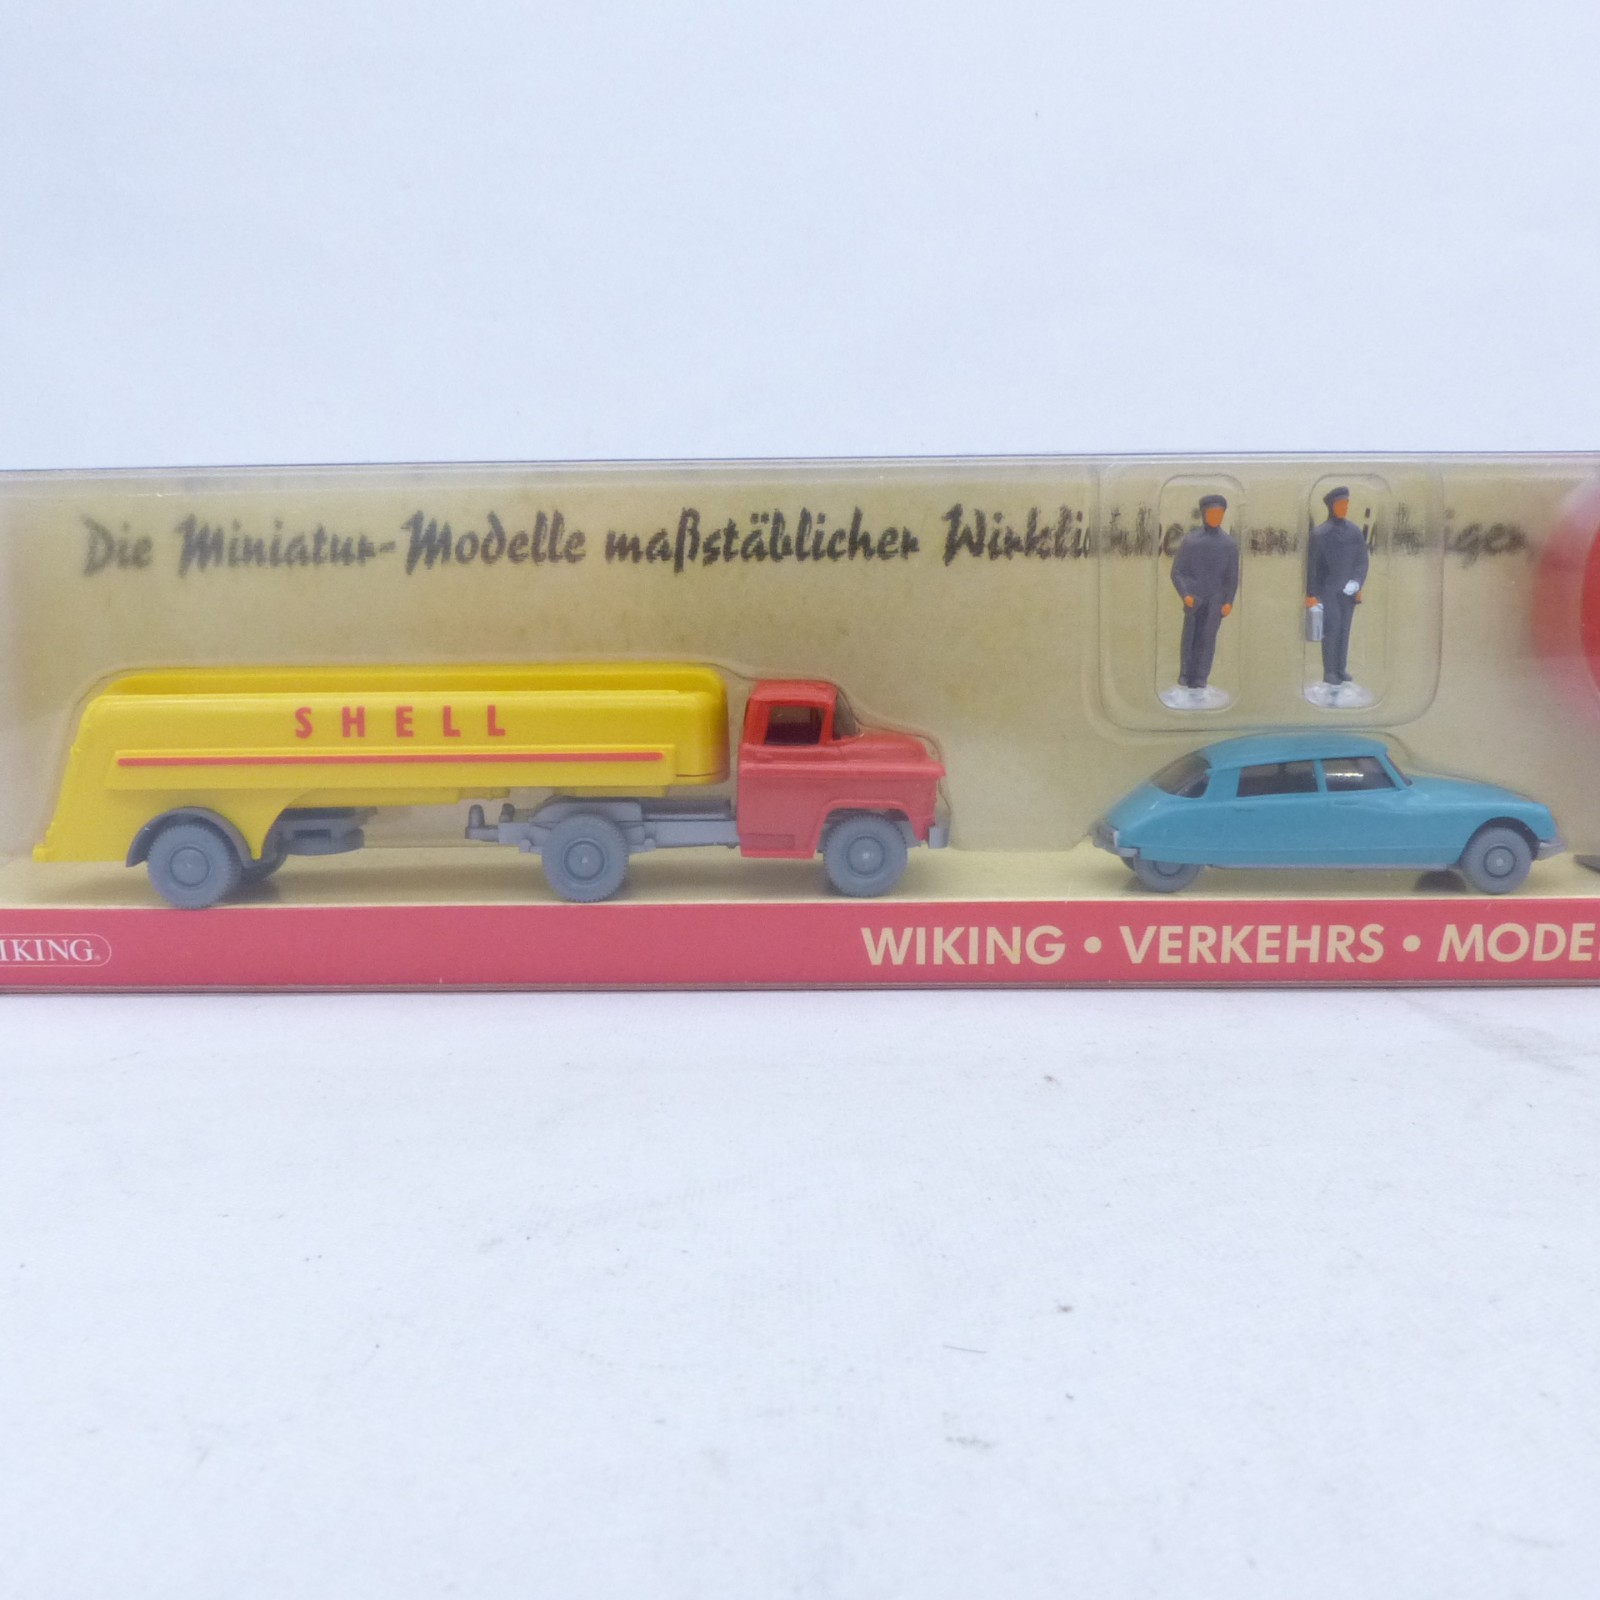 Die Miniatur-Modelle maßstäblicher
SHELL
WIKING • VERKEHRS •